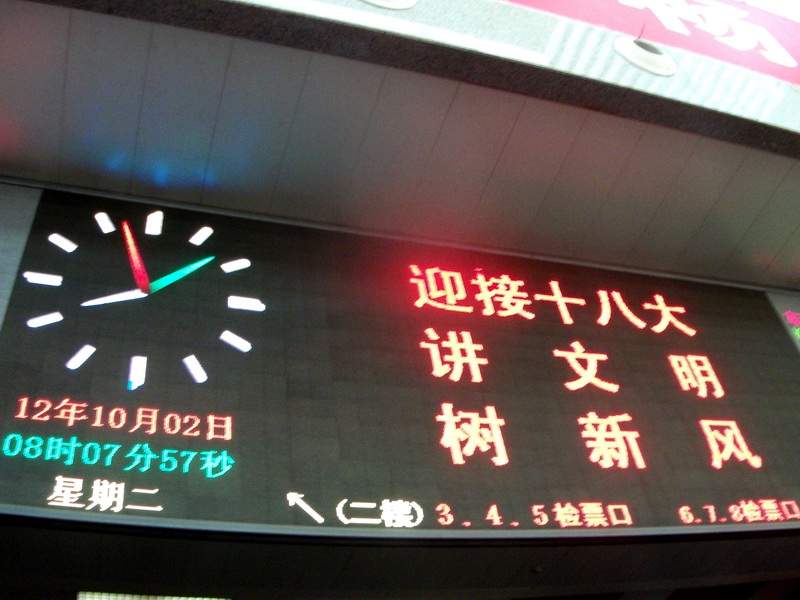 12年10月02日
08时07分57秒
星期二
迎接十八大
讲 文 明
树 新 风
(二楼) 3.4.5检票口 6.7.8检票口